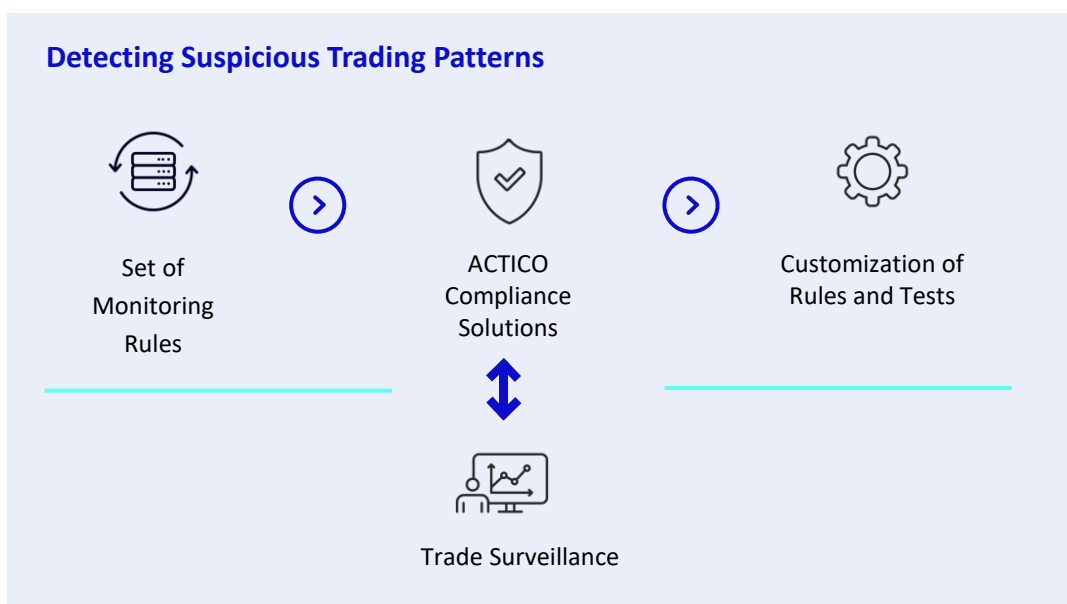 Detecting Suspicious Trading Patterns
Set of
Monitoring
Rules
ACTICO
Compliance
Solutions
Customization of
Rules and Tests
Trade Surveillance